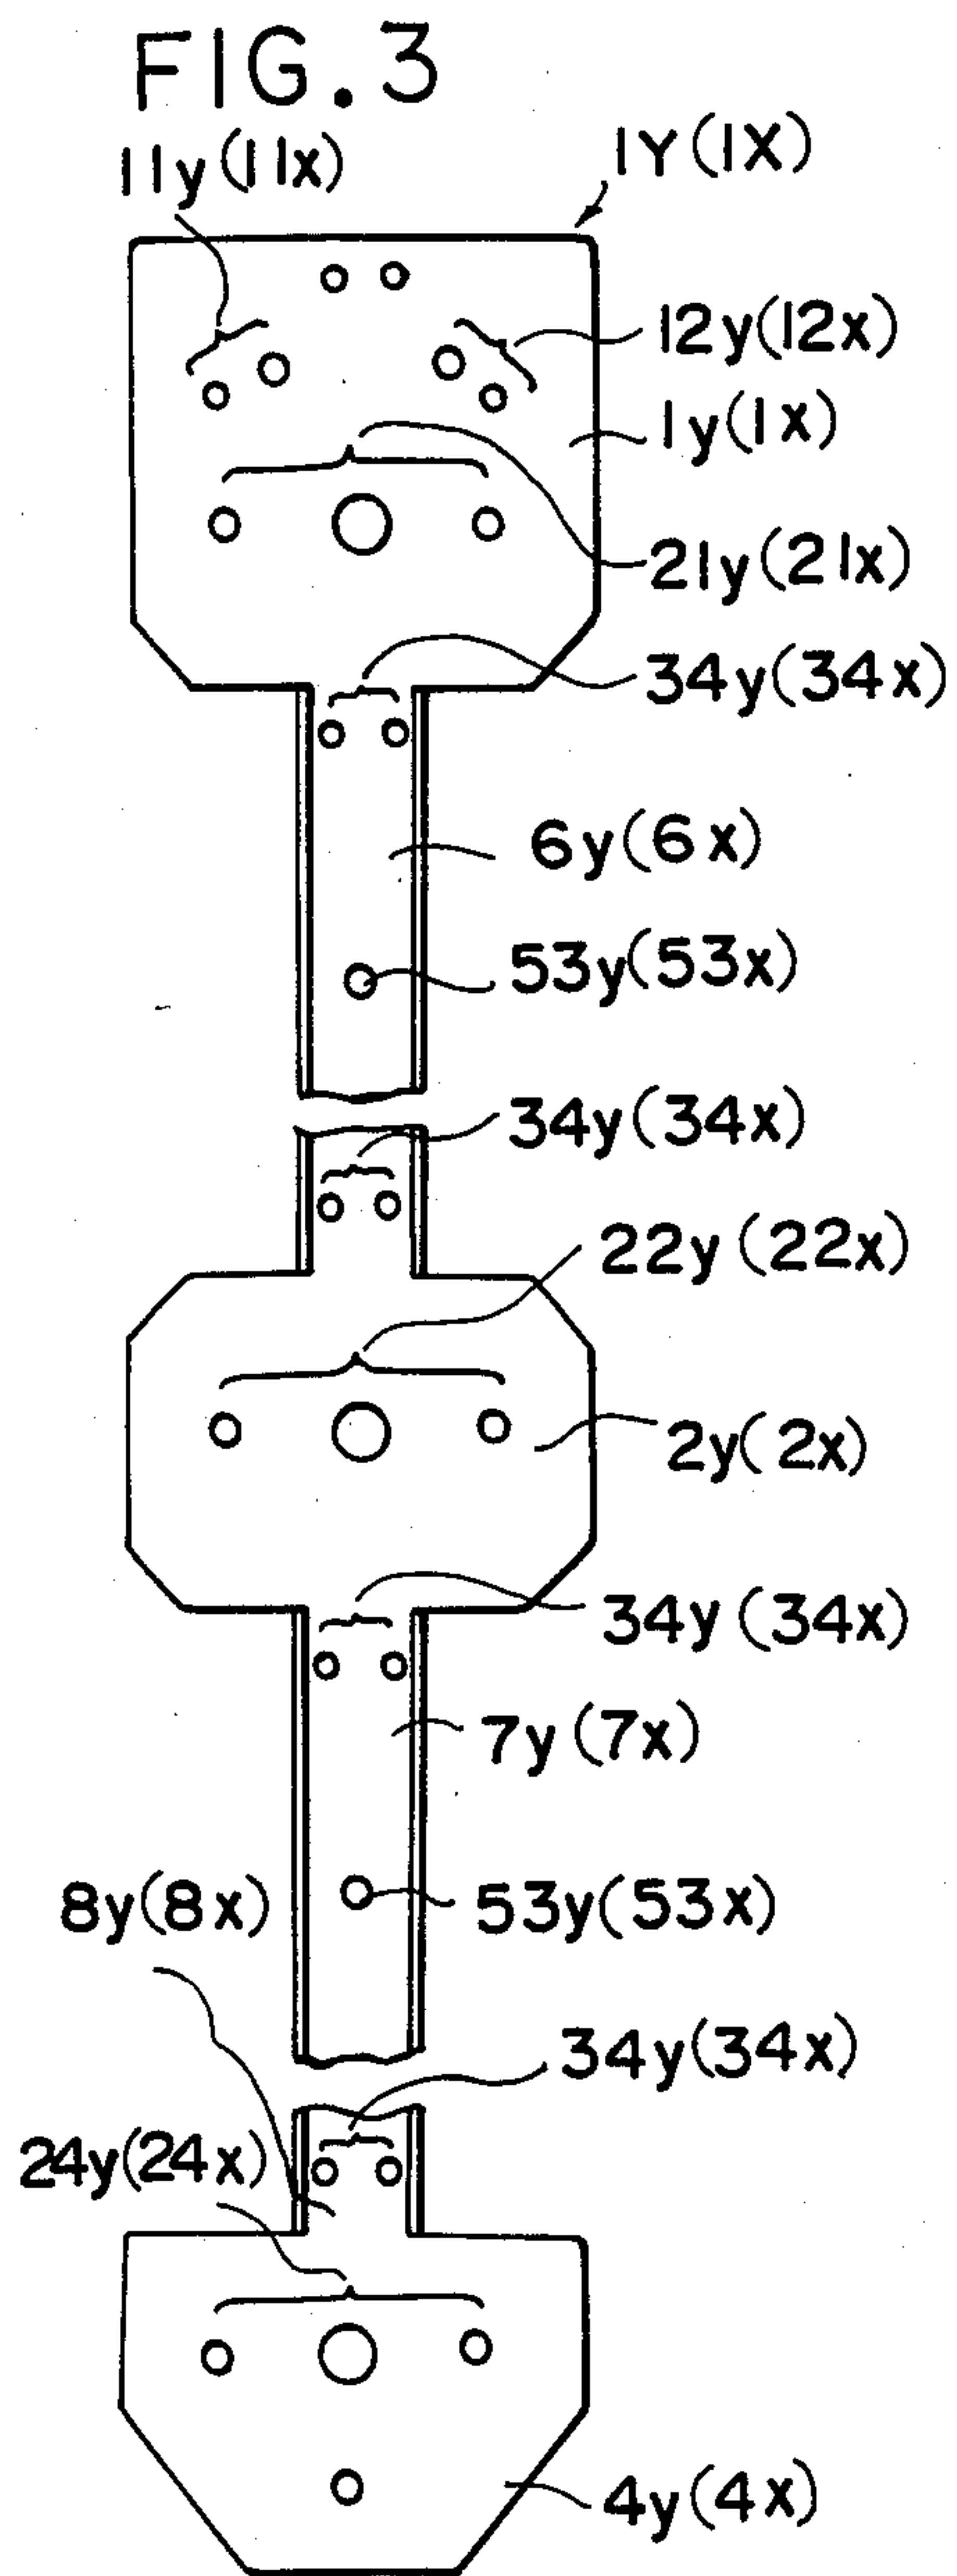 FIG. 3
11y(11x)
1Y(1X)
12y(12x)
1y(1x)
21y(21x)
34y(34x)
6y(6x)
53y(53x)
34y(34x)
22y(22x)
2y(2x)
34y(34x)
7y(7x)
8y(8x)
53y(53x)
34y(34x)
24y(24x)
4y(4x)